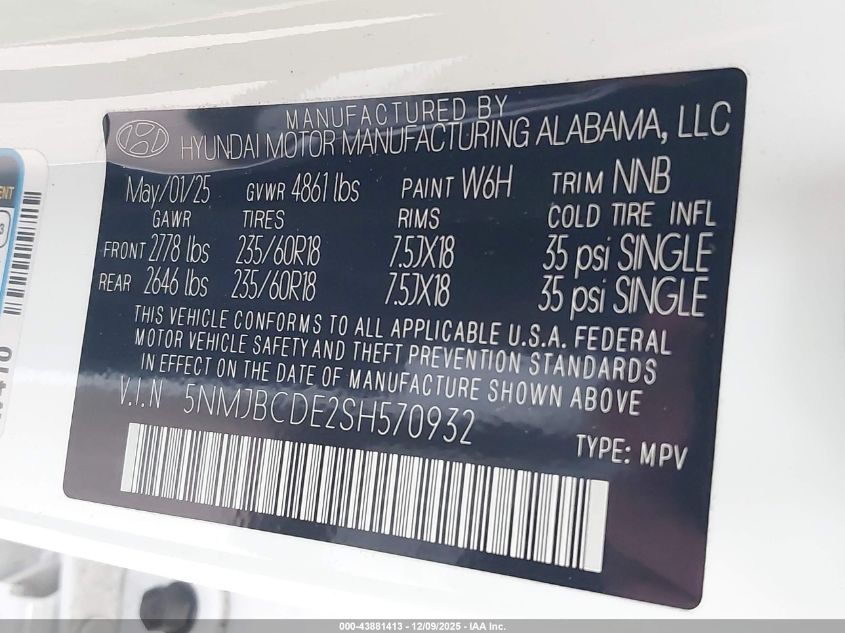 MANUFACTURED BY
HYUNDAI MOTOR MANUFACTURING ALABAMA, LLC
May/01/25 GVWR 4861 lbs PAINT W6H TRIM NNB
GAWR TIRES RIMS COLD TIRE INFL
FRONT 2778 lbs 235/60R18 7.5JX18 35 psi SINGLE
REAR 2646 lbs 235/60R18 7.5JX18 35 psi SINGLE
THIS VEHICLE CONFORMS TO ALL APPLICABLE U.S.A. FEDERAL
MOTOR VEHICLE SAFETY AND THEFT PREVENTION STANDARDS
IN EFFECT ON THE DATE OF MANUFACTURE SHOWN ABOVE
V.I.N 5NMJBCDE2SH570932
TYPE: MPV
000-43881413 - 12/09/2025 - IAA Inc.